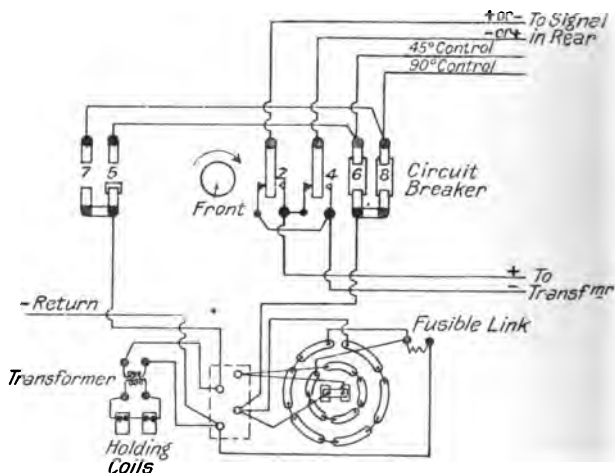 + or - To Signal
- or + in Rear
45° Control
90° Control
7 5 2 4 6 8
Circuit
Breaker
Front
+ To
- Transfmr
- Return
Fusible Link
Transformer
Holding
Coils